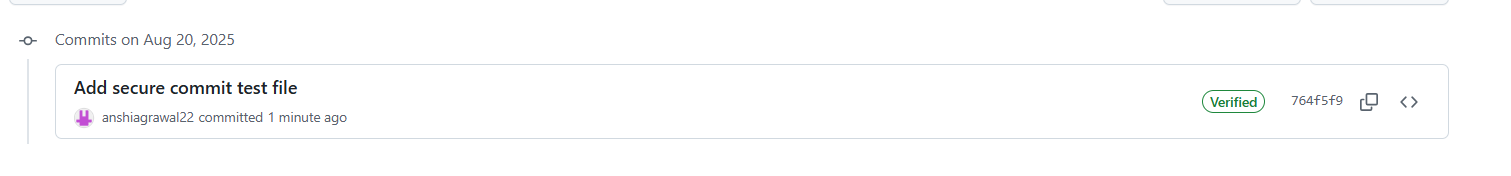 Commits on Aug 20, 2025
Add secure commit test file
anshiagrawal22 committed 1 minute ago
Verified
764f5f9